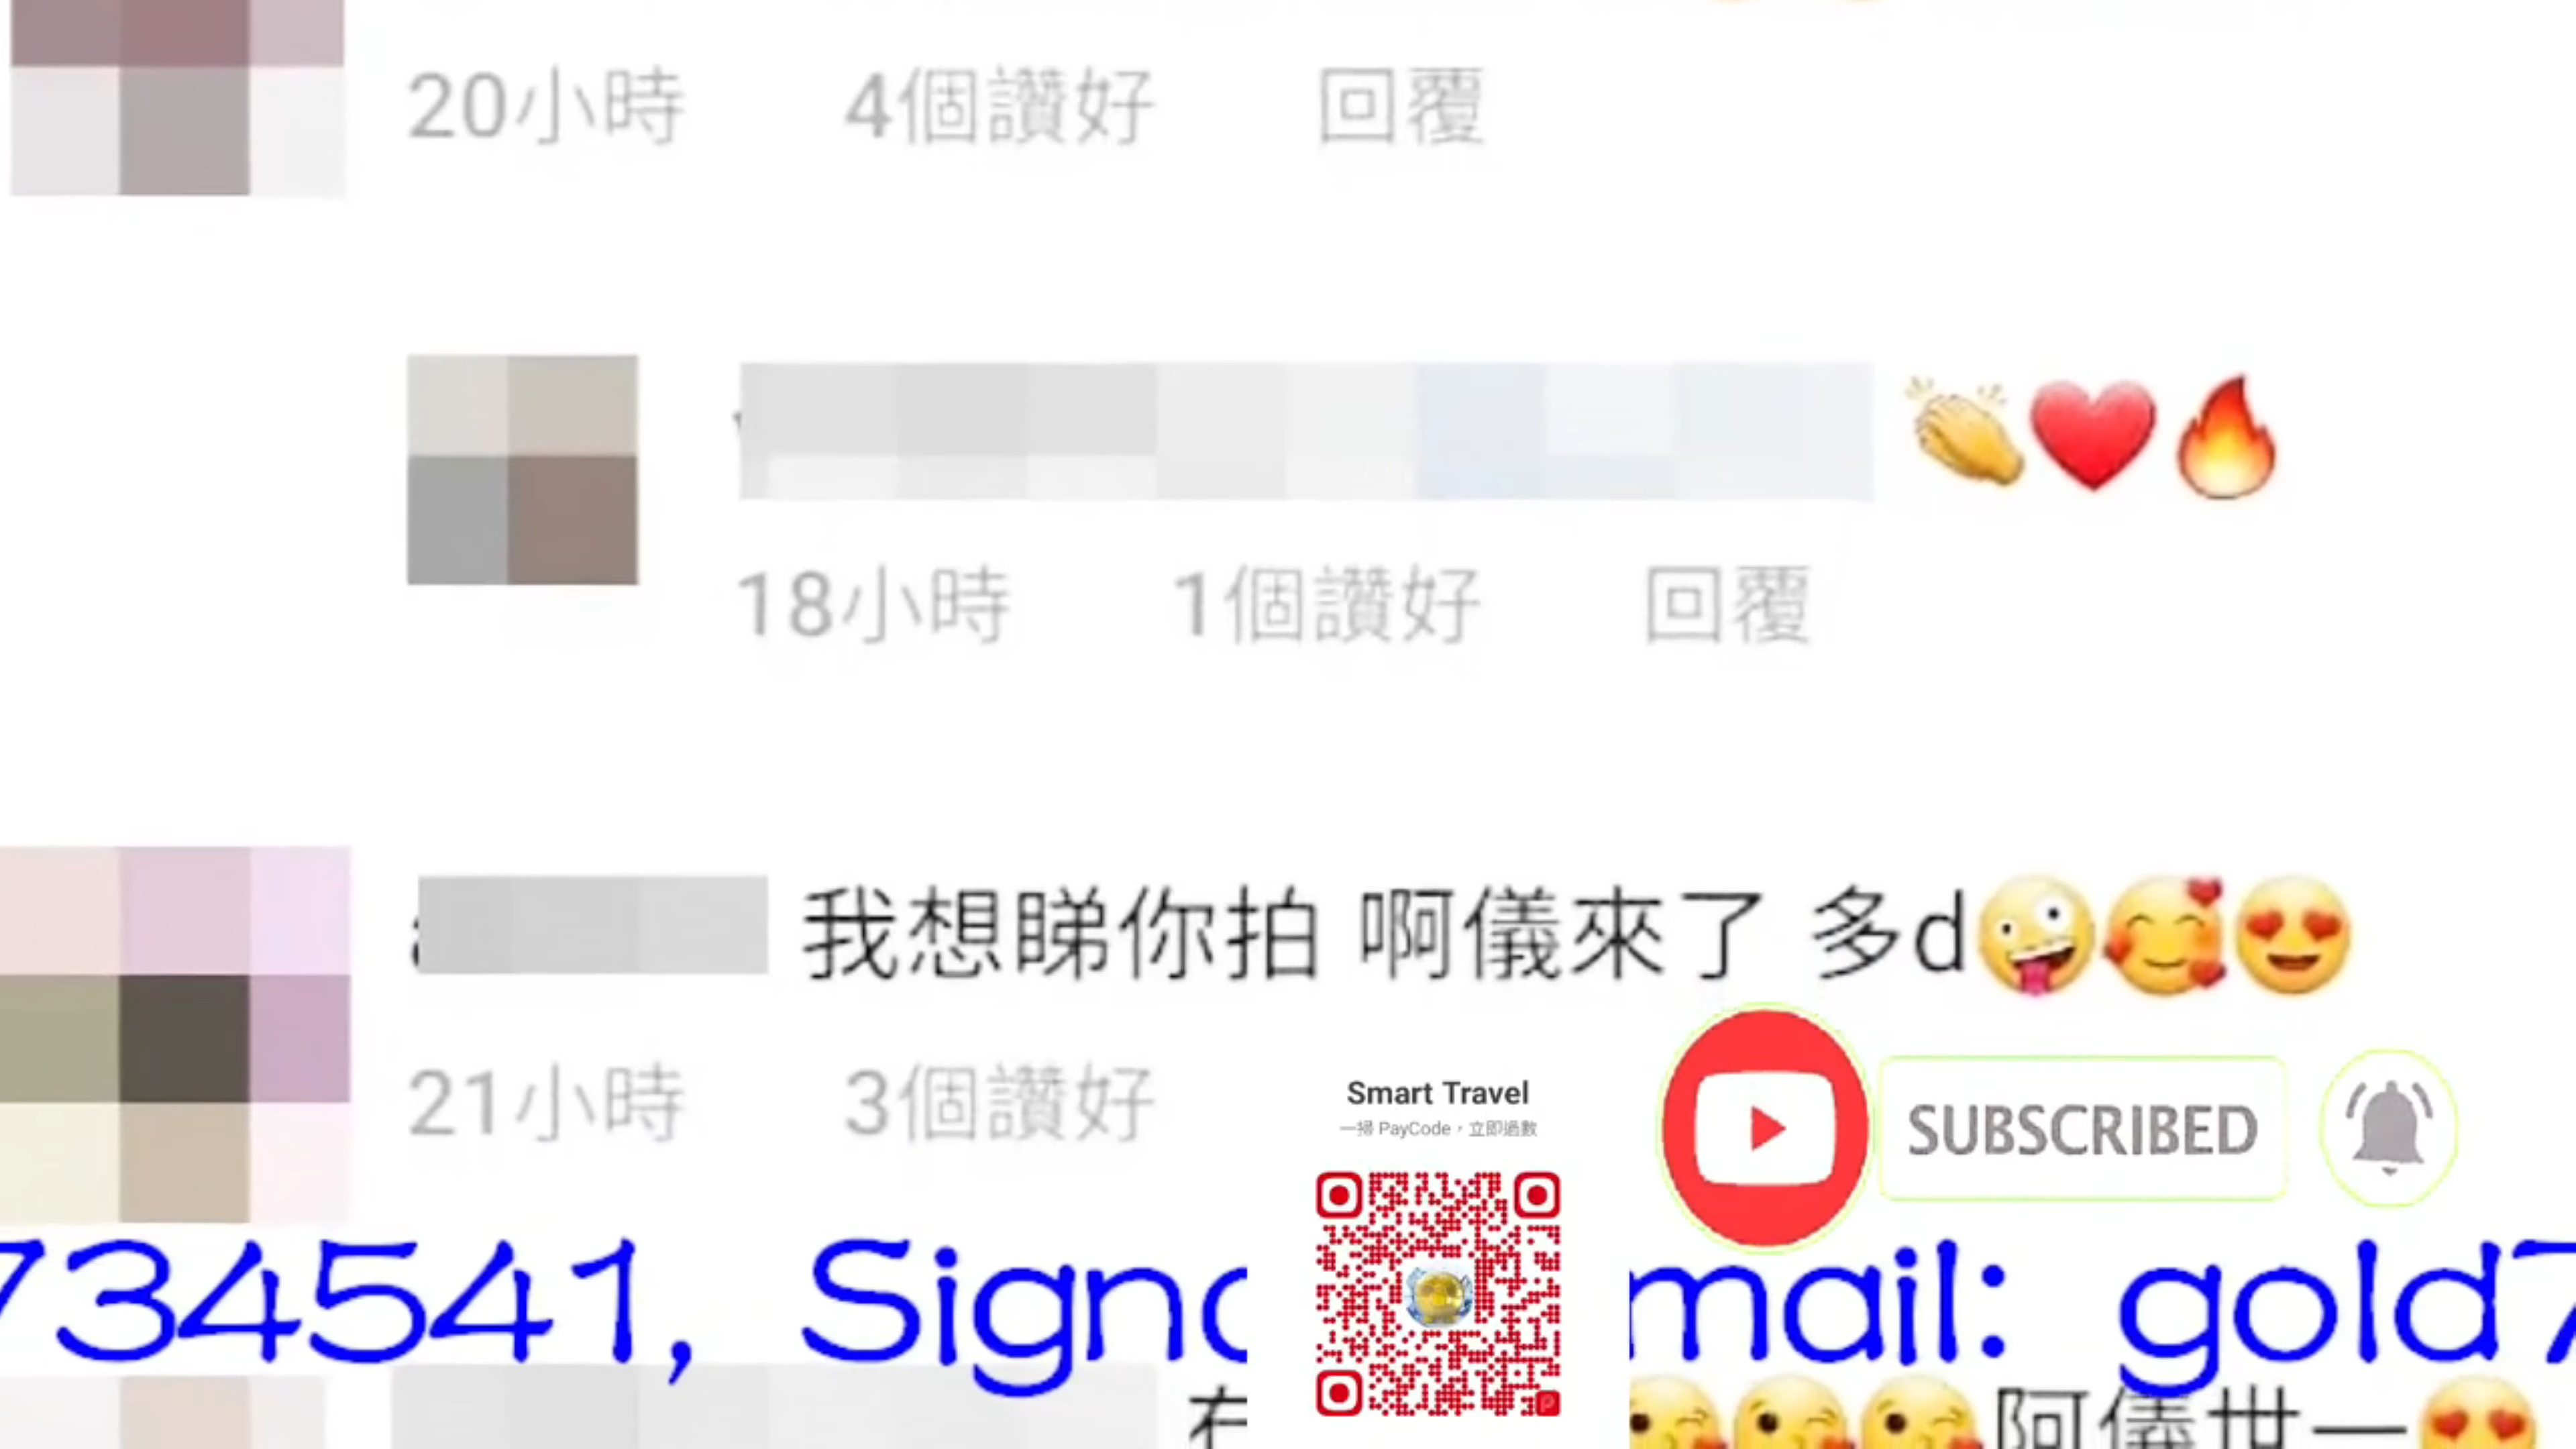 20小時 4個讚好 回覆
👏❤️🔥
18小時 1個讚好 回覆
我想睇你拍 啊儀來了 多d🤪🥰😍
21小時 3個讚好
Smart Travel
一掃 PayCode,立即過數
SUBSCRIBED
734541, Sign mail: gold7
阿儀世一😍